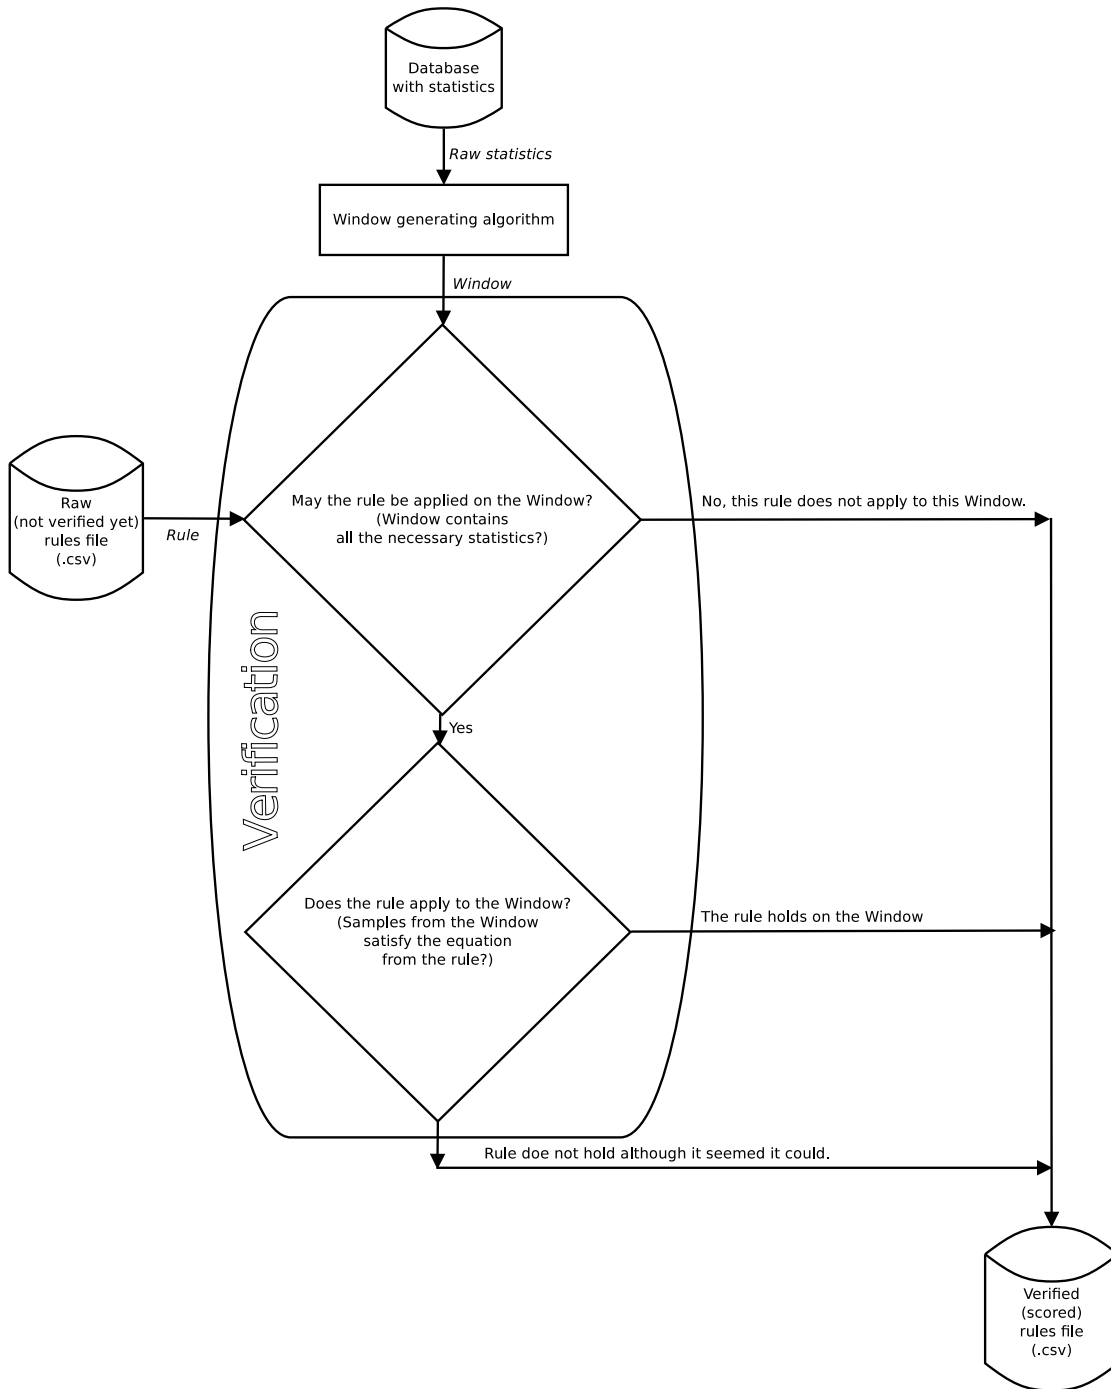 Database
with statistics
Raw statistics
Window generating algorithm
Window
May the rule be applied on the Window?
(Window contains
all the necessary statistics?)
No, this rule does not apply to this Window.
Raw
(not verified yet)
rules file
(.csv)
Rule
Verification
Yes
Does the rule apply to the Window?
(Samples from the Window
satisfy the equation
from the rule?)
The rule holds on the Window
Rule doe not hold although it seemed it could.
Verified
(scored)
rules file
(.csv)